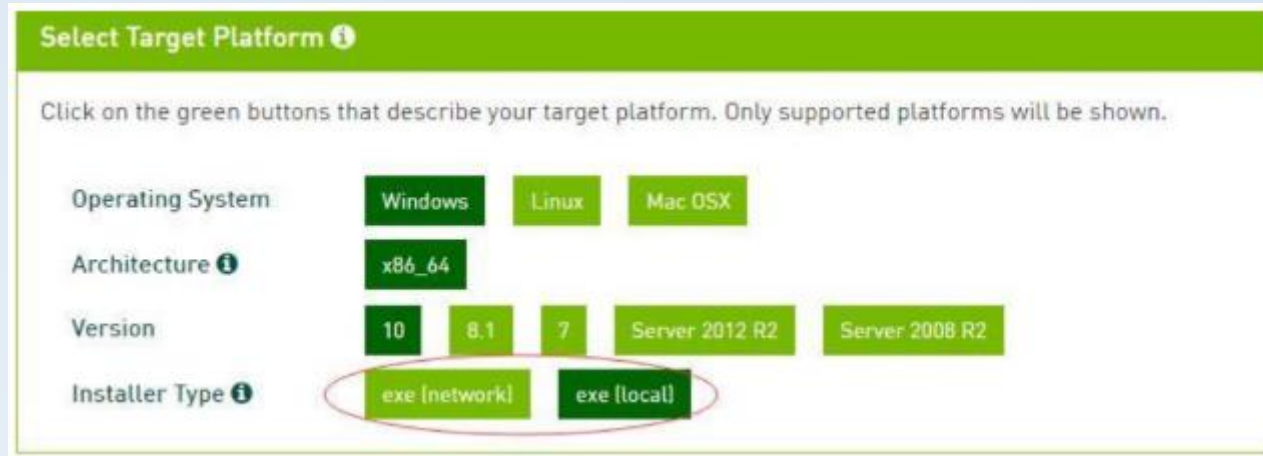 Select Target Platform
Click on the green buttons that describe your target platform. Only supported platforms will be shown.
Operating System Windows Linux Mac OSX
Architecture x86_64
Version 10 8.1 7 Server 2012 R2 Server 2008 R2
Installer Type exe [network] exe [local]